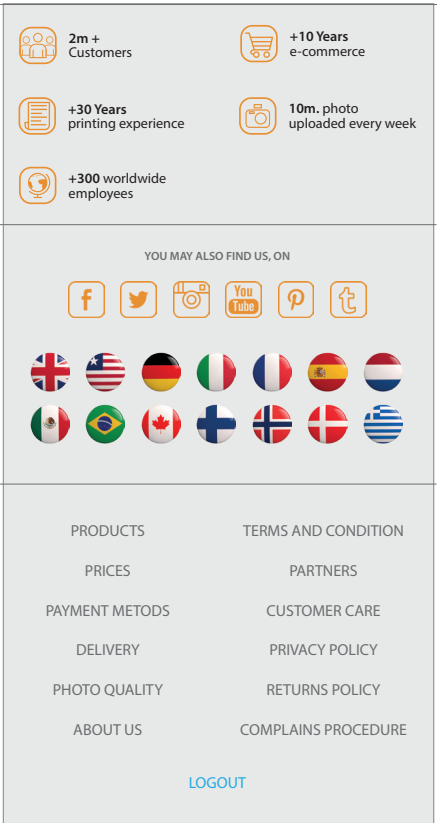 2m +
Customers
+10 Years
e-commerce
+30 Years
printing experience
10m. photo
uploaded every week
+300 worldwide
employees
YOU MAY ALSO FIND US, ON
You
Tube
PRODUCTS
TERMS AND CONDITION
PRICES
PARTNERS
PAYMENT METODS
CUSTOMER CARE
DELIVERY
PRIVACY POLICY
PHOTO QUALITY
RETURNS POLICY
ABOUT US
COMPLAINS PROCEDURE
LOGOUT